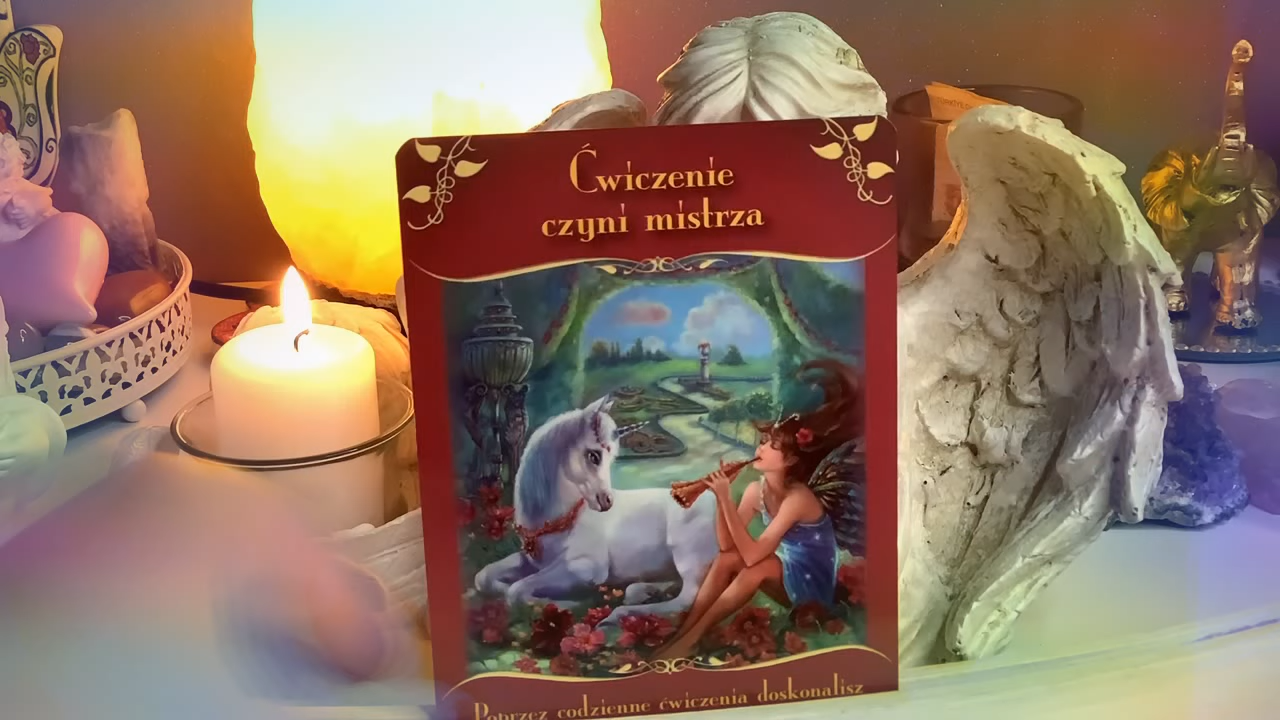 Ćwiczenie
czyni mistrza
Poprzez codzienne ćwiczenia doskonalisz